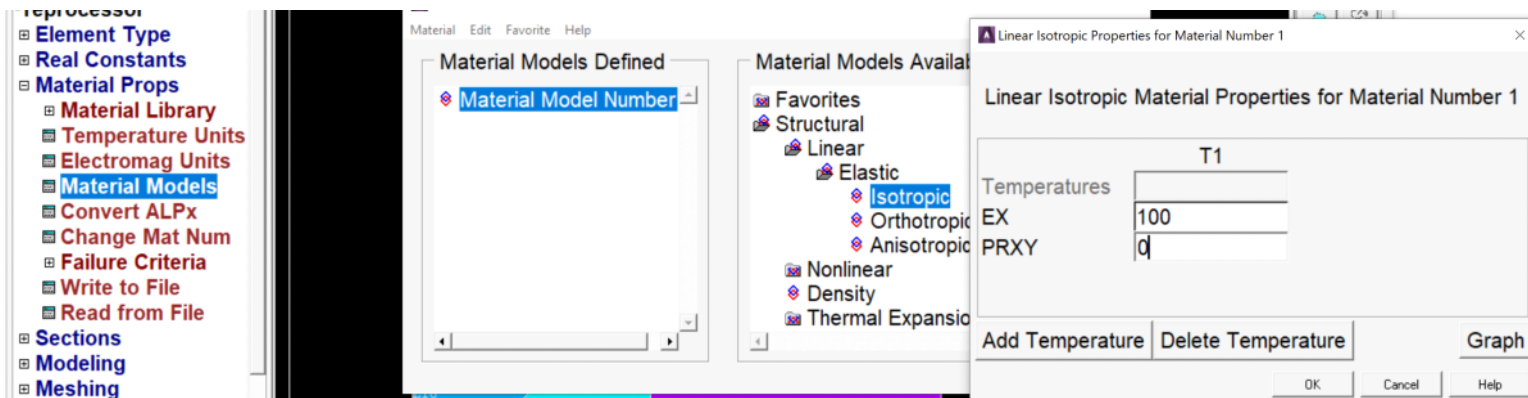 reprocessor
Element Type
Real Constants
Material Props
Material Library
Temperature Units
Electromag Units
Material Models
Convert ALPx
Change Mat Num
Failure Criteria
Write to File
Read from File
Sections
Modeling
Meshing
Material Edit Favorite Help
Material Models Defined
Material Model Number
Material Models Availab
Favorites
Structural
Linear
Elastic
Isotropic
Orthotropic
Anisotropic
Nonlinear
Density
Thermal Expansio
Linear Isotropic Properties for Material Number 1
Linear Isotropic Material Properties for Material Number 1
T1
Temperatures
EX 100
PRXY 0
Add Temperature Delete Temperature Graph
OK Cancel Help